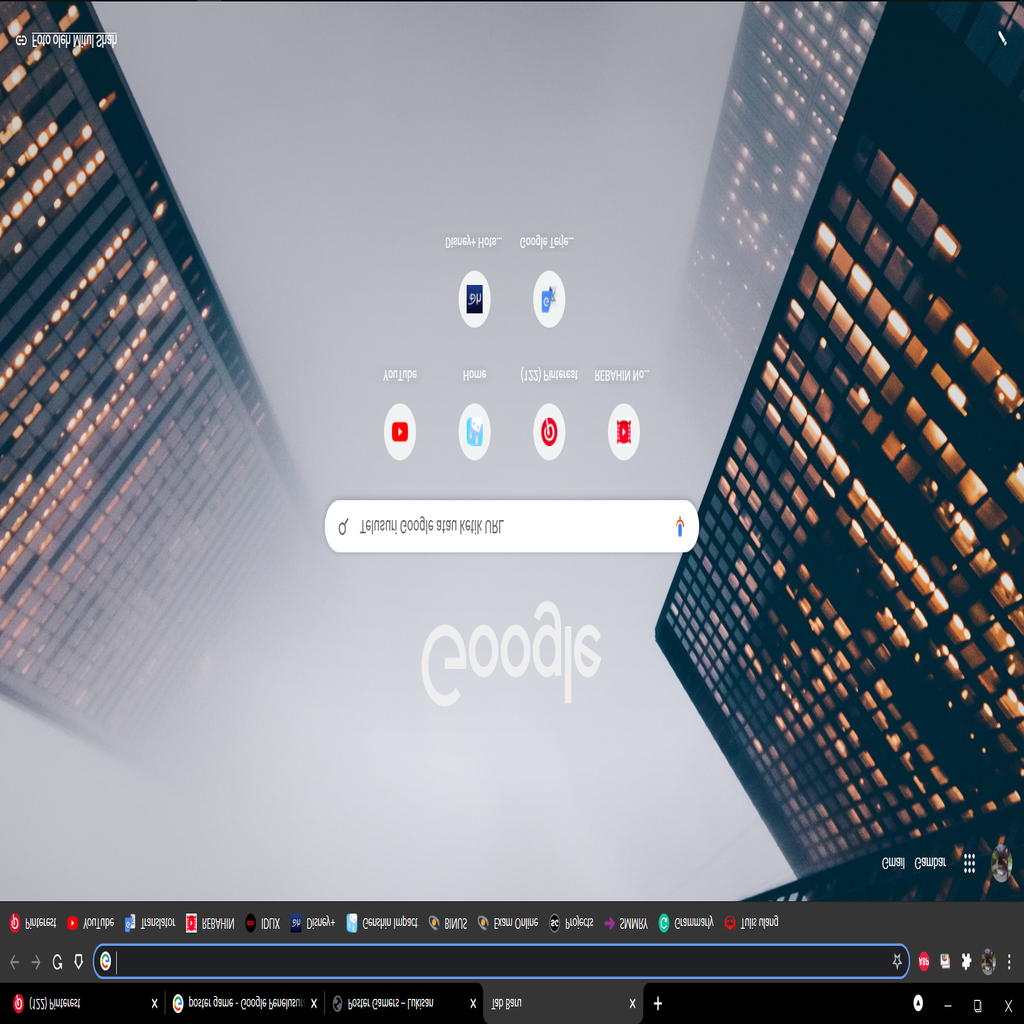 (122) Pinterest
poster game - Google Penelusur
Poster Gamers – Lukisan
Tab Baru
Pinterest
YouTube
Translator
REBAHIN
IDLIX
Disney+
Genshin Impact
BINUS
Exam Online
Projects
SMMRY
Grammarly
Tulis ulang
Gmail
Gambar
Google
Telusuri Google atau ketik URL
YouTube
Home
(122) Pinterest
REBAHIN No...
Disney+ Hots...
Google Terje...
Foto oleh Mitul Shah